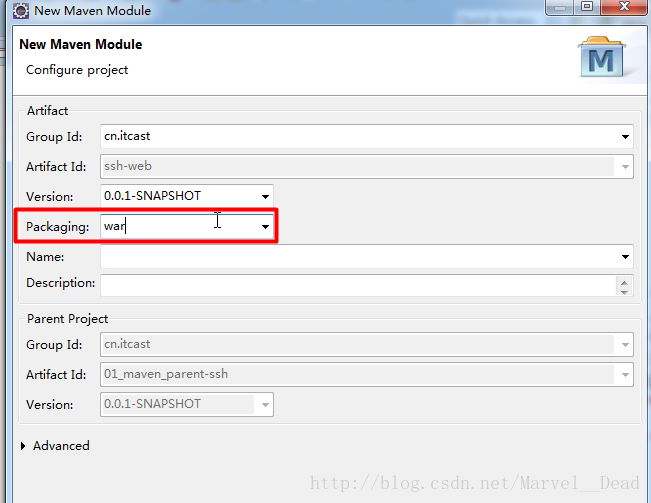 New Maven Module
New Maven Module
Configure project
M
Artifact
Group Id: cn.itcast
Artifact Id: ssh-web
Version: 0.0.1-SNAPSHOT
Packaging: war
Name:
Description:
Parent Project
Group Id: cn.itcast
Artifact Id: 01_maven_parent-ssh
Version: 0.0.1-SNAPSHOT
Advanced
http://blog.csdn.net/Marvel__Dead